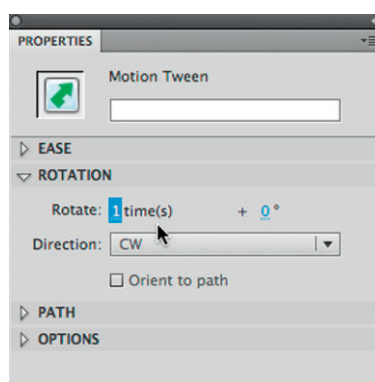 PROPERTIES
Motion Tween
EASE
ROTATION
Rotate: 1 time(s) + 0°
Direction: CW
Orient to path
PATH
OPTIONS